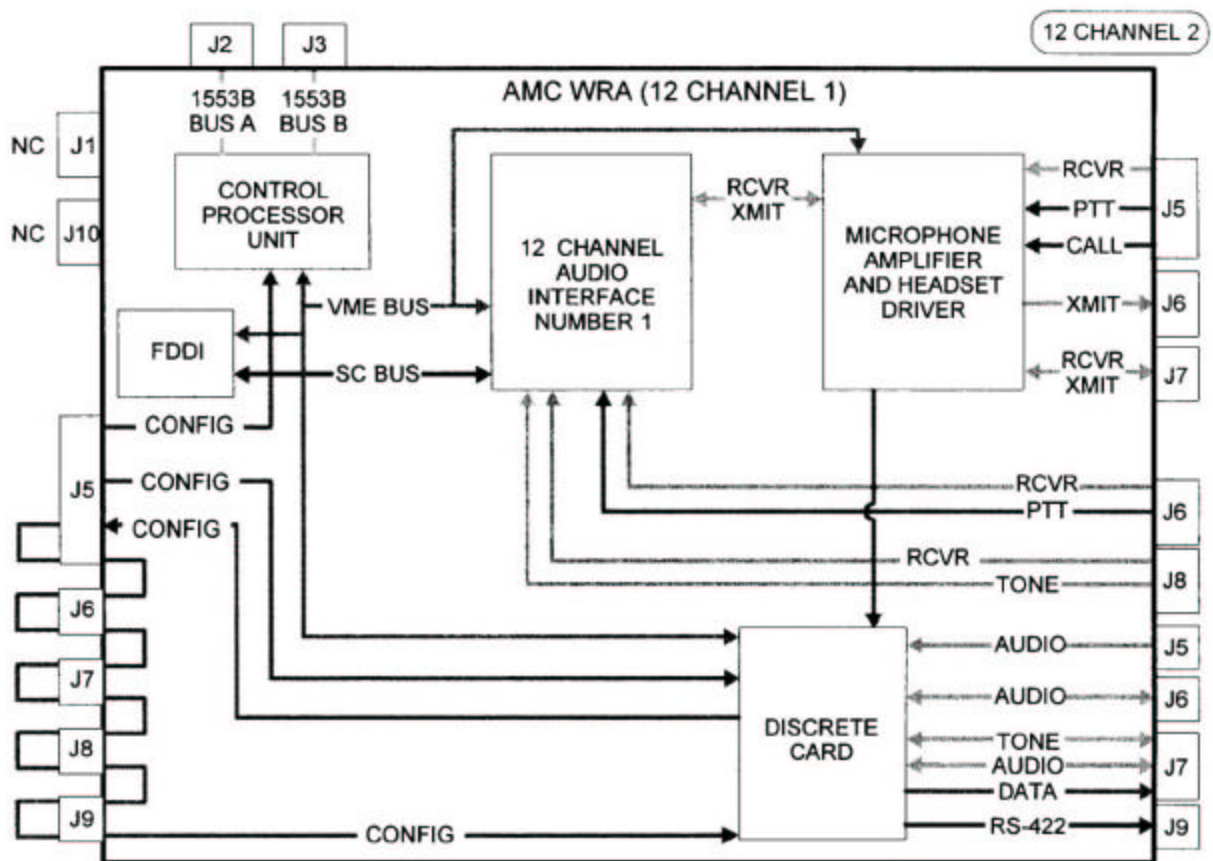 J2
J3
12 CHANNEL 2
AMC WRA (12 CHANNEL 1)
1553B
BUS A
1553B
BUS B
NC
J1
NC
J10
CONTROL
PROCESSOR
UNIT
12 CHANNEL
AUDIO
INTERFACE
NUMBER 1
RCVR
XMIT
MICROPHONE
AMPLIFIER
AND HEADSET
DRIVER
RCVR
PTT
CALL
J5
XMIT
J6
RCVR
XMIT
J7
VME BUS
FDDI
SC BUS
CONFIG
J5
CONFIG
CONFIG
RCVR
PTT
J6
RCVR
TONE
J8
J6
J7
J8
J9
CONFIG
DISCRETE
CARD
AUDIO
J5
AUDIO
J6
TONE
AUDIO
DATA
J7
RS-422
J9